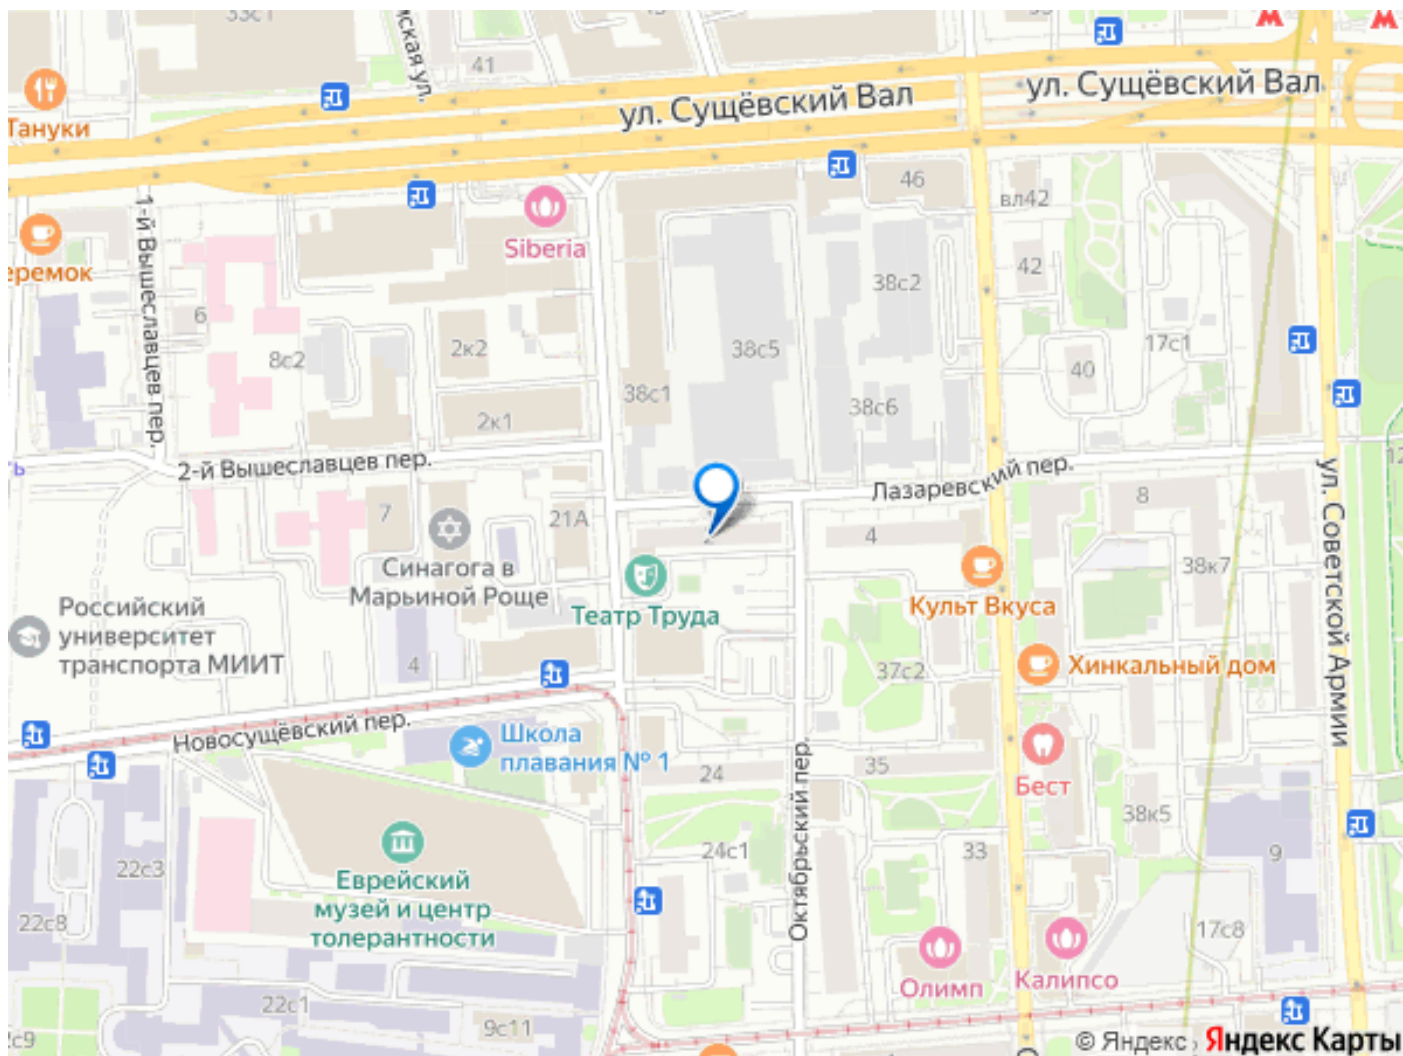 33с1
41
ская ул.
ул. Сущёвский Вал
ул. Сущёвский Вал
Тануки
46
вл42
Siberia
1-й Вышеславцев пер.
еремок
42
38с2
6
8с2
2к2
38с5
17с1
40
38с1
38с6
2к1
2-й Вышеславцев пер.
ть
Лазаревский пер.
12
8
7
21А
4
ул. Советской Армии
Синагога в
Марьиной Роще
38к7
Культ Вкуса
Театр Труда
Российский
университет
транспорта МИИТ
4
37с2
Хинкальный дом
Новосущёвский пер.
Школа
плавания № 1
24
35
Бест
Октябрьский пер.
38к5
24с1
33
9
22с3
Еврейский
музей и центр
толерантности
22с8
17с8
Олимп
Калипсо
22с1
9с11
с9
© Яндекс
Яндекс Карты